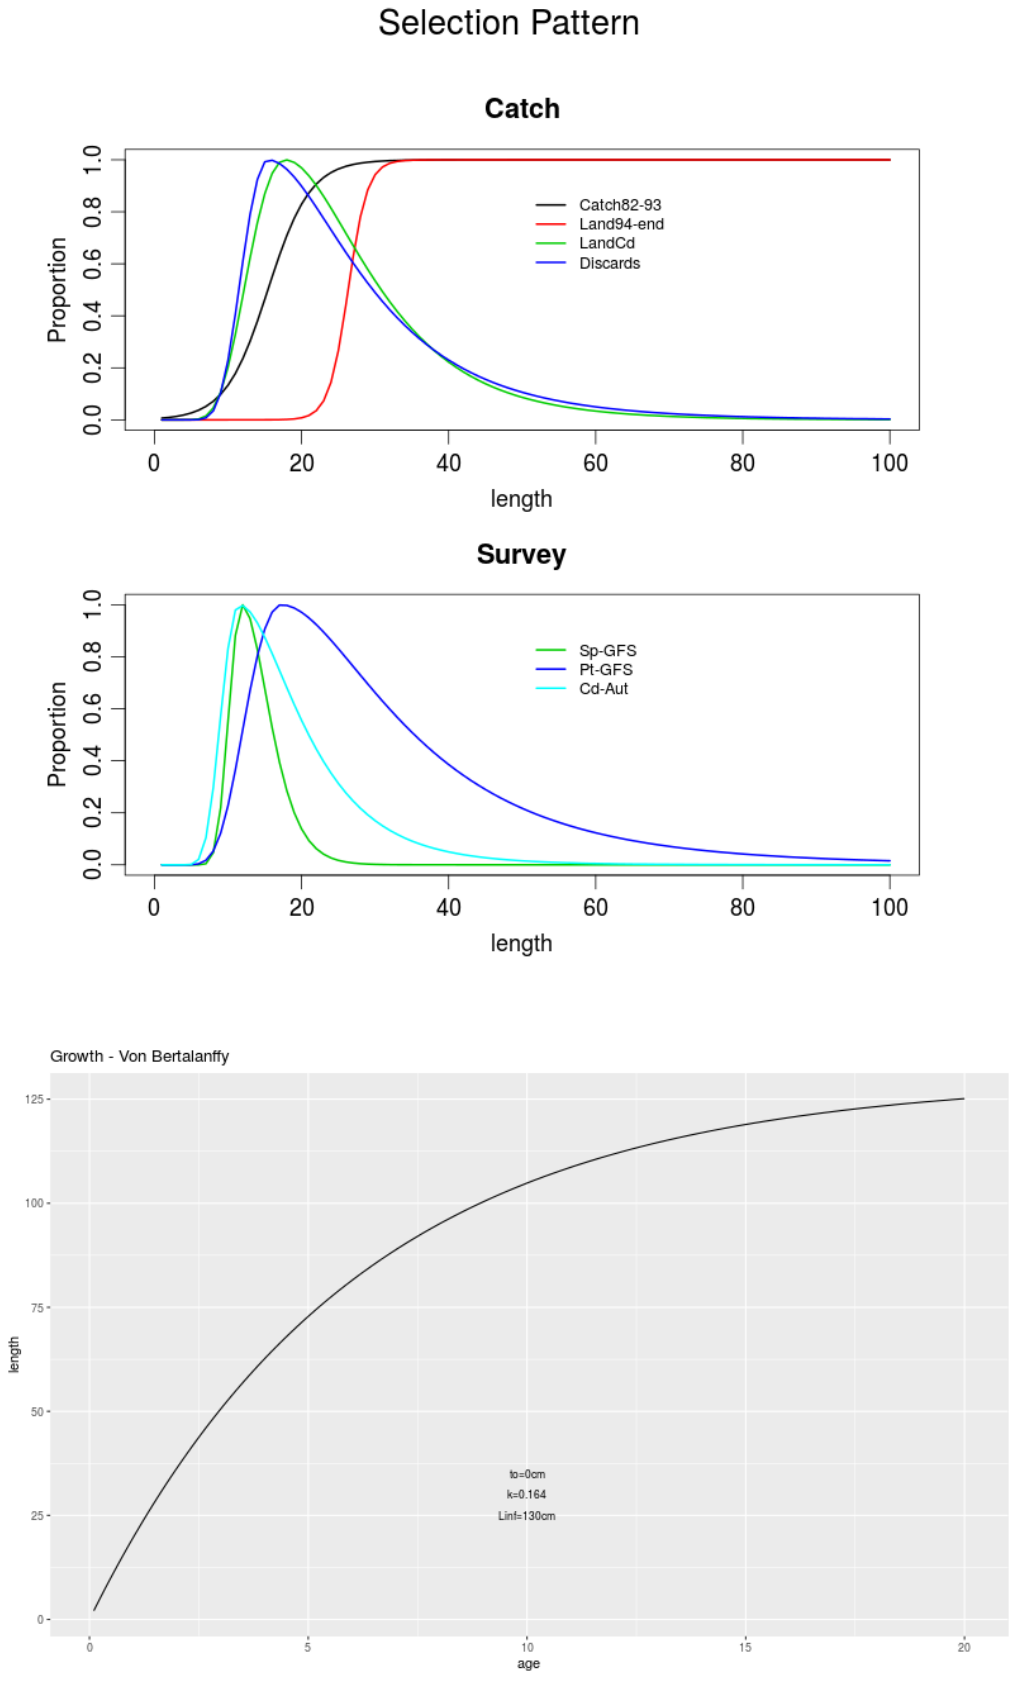 Selection Pattern
Catch
1.0
0.8
0.6
0.4
0.2
0.0
Proportion
Catch82-93
Land94-end
LandCd
Discards
0 20 40 60 80 100
length
Survey
1.0
0.8
0.6
0.4
0.2
0.0
Proportion
Sp-GFS
Pt-GFS
Cd-Aut
0 20 40 60 80 100
length
Growth - Von Bertalanffy
125
100
75
50
25
0
length
to=0cm
k=0.164
Linf=130cm
0 5 10 15 20
age